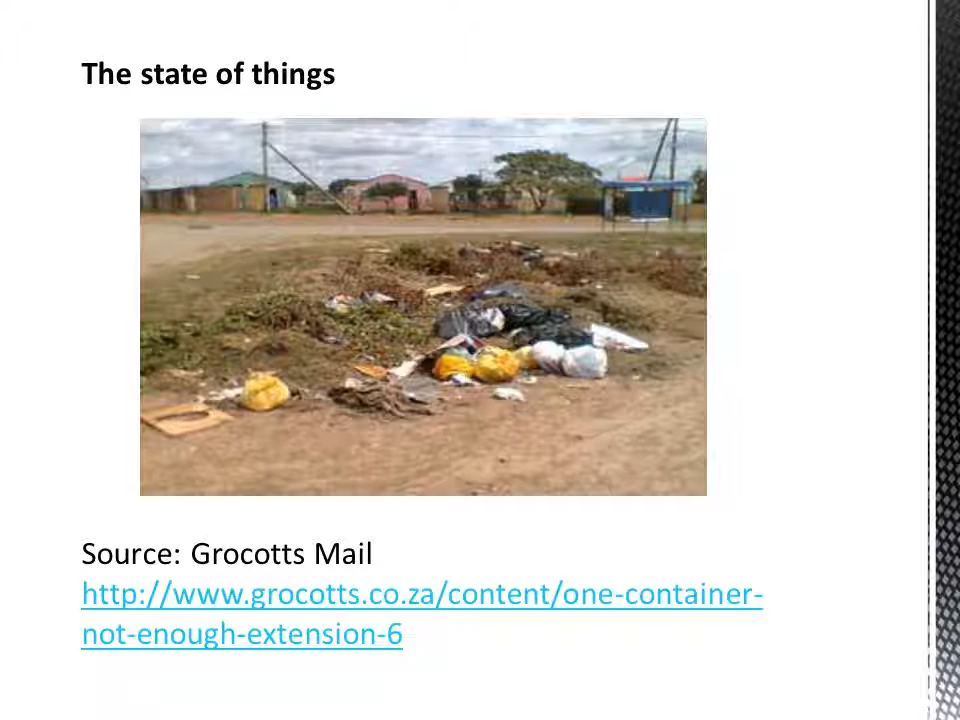 The state of things
Source: Grocotts Mail
http://www.grocotts.co.za/content/one-container-
not-enough-extension-6